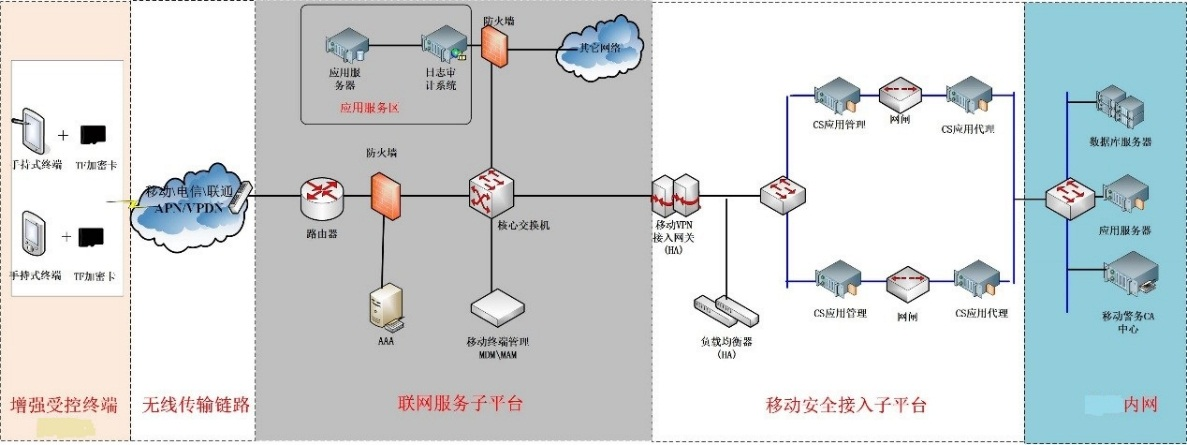 手持式终端
TF加密卡
手持式终端
TF加密卡
增强受控终端
移动\电信\联通
APN/VPDN
无线传输链路
应用服
务器
日志审
计系统
应用服务区
防火墙
其它网络
防火墙
路由器
核心交换机
AAA
移动终端管理
MDM\MAM
联网服务子平台
移动VPN
接入网关
(HA)
负载均衡器
(HA)
CS应用管理
网闸
CS应用代理
CS应用管理
网闸
CS应用代理
移动安全接入子平台
数据库服务器
应用服务器
移动警务CA
中心
内网